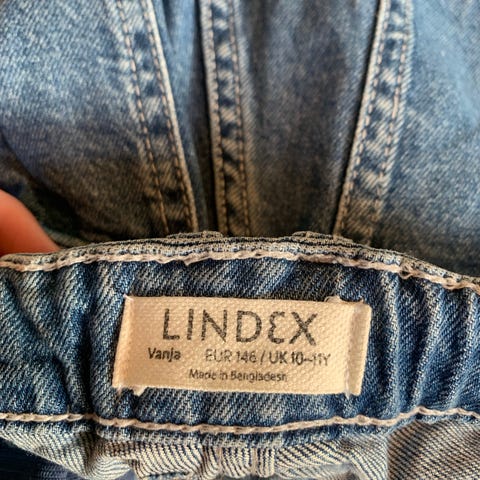 LINDEX
Vanja EUR 146 / UK 10–11Y
Made in Bangladesh